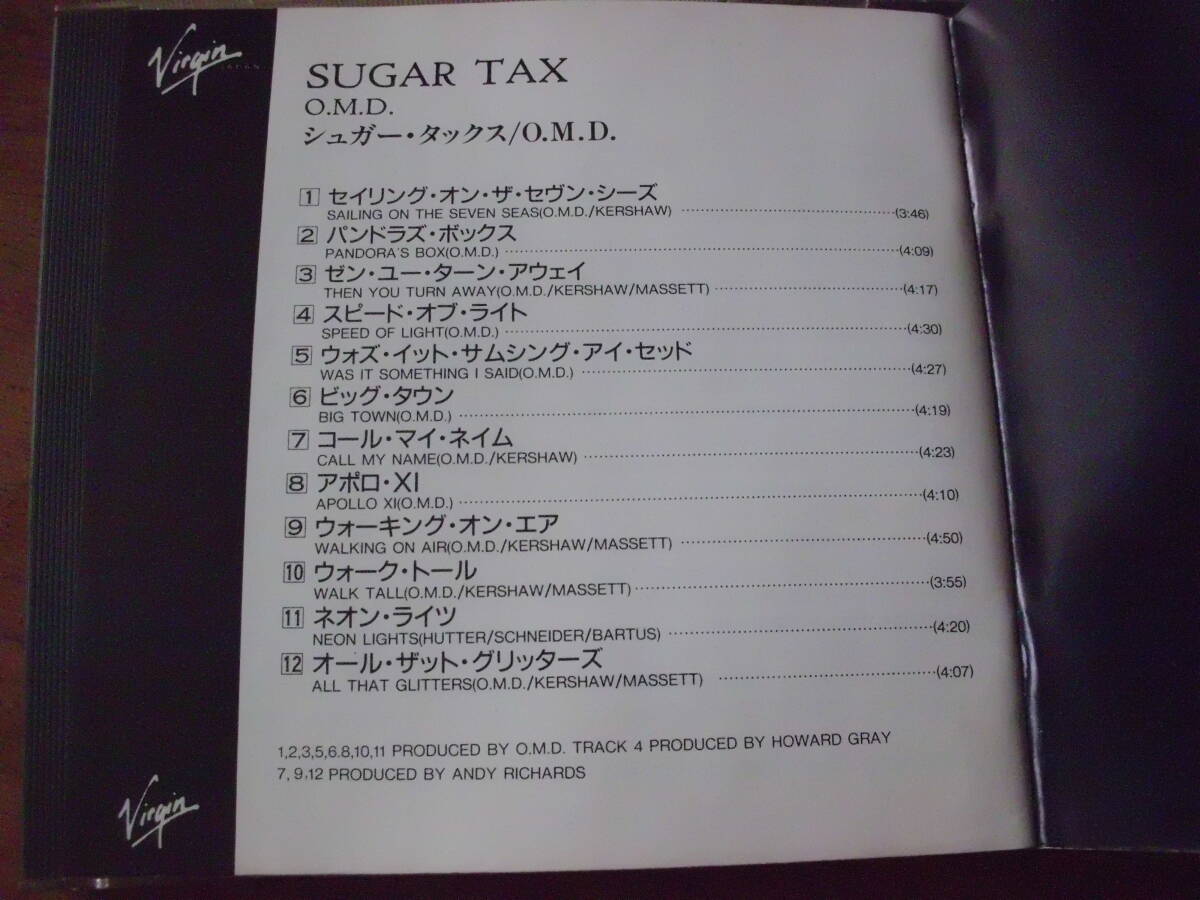 Virgin
JAPAN
SUGAR TAX
O.M.D.
シュガー・タックス/O.M.D.
1 セイリング・オン・ザ・セヴン・シーズ
SAILING ON THE SEVEN SEAS(O.M.D./KERSHAW) (3:46)
2 パンドラズ・ボックス
PANDORA'S BOX(O.M.D.) (4:09)
3 ゼン・ユー・ターン・アウェイ
THEN YOU TURN AWAY(O.M.D./KERSHAW/MASSETT) (4:17)
4 スピード・オブ・ライト
SPEED OF LIGHT(O.M.D.) (4:30)
5 ウォズ・イット・サムシング・アイ・セッド
WAS IT SOMETHING I SAID(O.M.D.) (4:27)
6 ビッグ・タウン
BIG TOWN(O.M.D.) (4:19)
7 コール・マイ・ネイム
CALL MY NAME(O.M.D./KERSHAW) (4:23)
8 アポロ・XI
APOLLO XI(O.M.D.) (4:10)
9 ウォーキング・オン・エア
WALKING ON AIR(O.M.D./KERSHAW/MASSETT) (4:50)
10 ウォーク・トール
WALK TALL(O.M.D./KERSHAW/MASSETT) (3:55)
11 ネオン・ライツ
NEON LIGHTS(HUTTER/SCHNEIDER/BARTUS) (4:20)
12 オール・ザット・グリッターズ
ALL THAT GLITTERS(O.M.D./KERSHAW/MASSETT) (4:07)
1,2,3,5,6.8,10,11 PRODUCED BY O.M.D. TRACK 4 PRODUCED BY HOWARD GRAY
7, 9,12 PRODUCED BY ANDY RICHARDS
Virgin